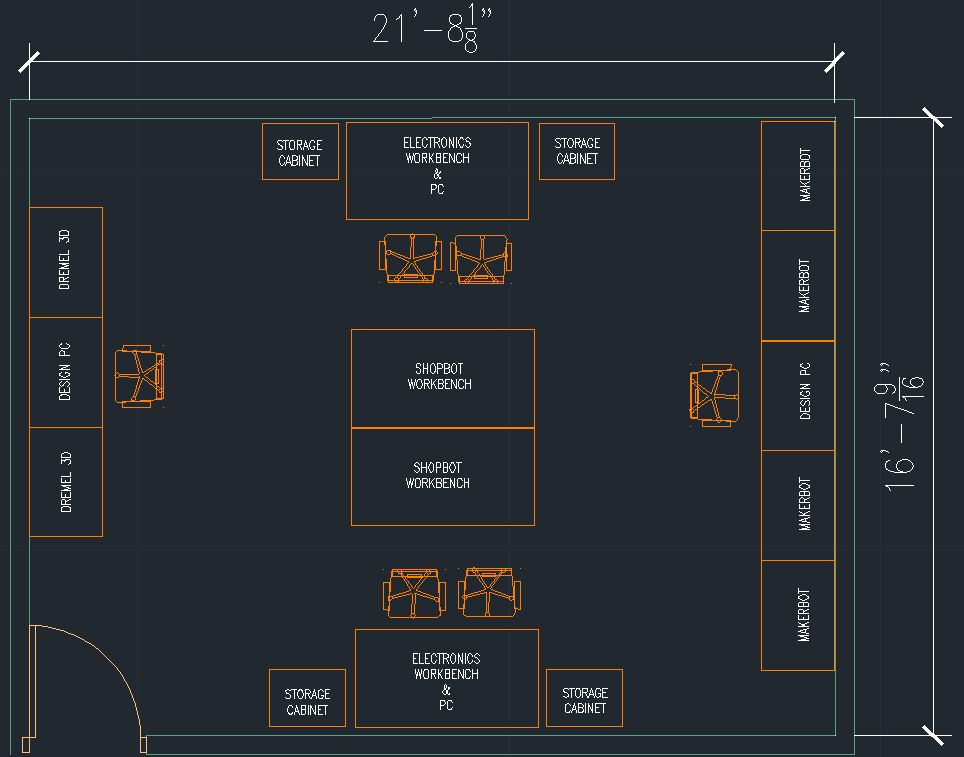 21'-8 1/8"
STORAGE
CABINET
ELECTRONICS
WORKBENCH
&
PC
STORAGE
CABINET
MAKERBOT
DREMEL 3D
MAKERBOT
DESIGN PC
SHOPBOT
WORKBENCH
DESIGN PC
16'-7 9/16"
DREMEL 3D
SHOPBOT
WORKBENCH
MAKERBOT
MAKERBOT
STORAGE
CABINET
ELECTRONICS
WORKBENCH
&
PC
STORAGE
CABINET